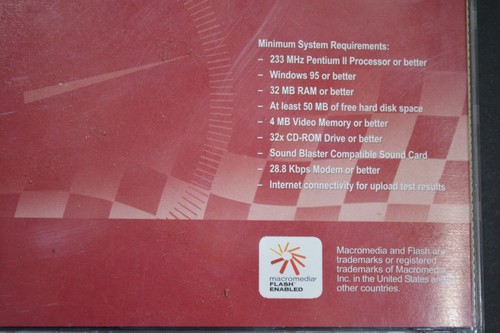 Minimum System Requirements:
– 233 MHz Pentium II Processor or better
– Windows 95 or better
– 32 MB RAM or better
– At least 50 MB of free hard disk space
– 4 MB Video Memory or better
– 32x CD-ROM Drive or better
– Sound Blaster Compatible Sound Card
– 28.8 Kbps Modem or better
– Internet connectivity for upload test results
macromedia
FLASH
ENABLED
Macromedia and Flash are
trademarks or registered
trademarks of Macromedia
Inc. in the United States and
other countries.